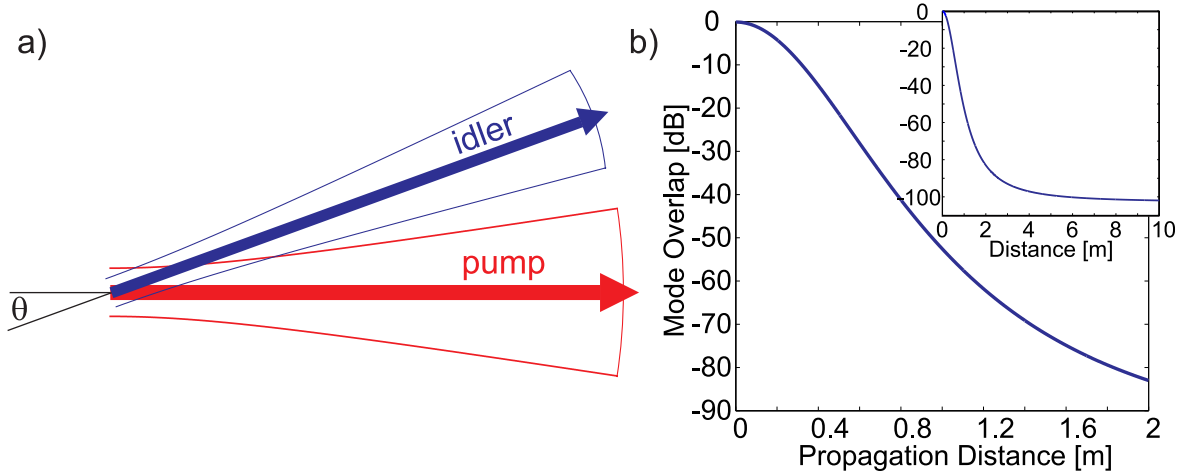 a)
idler
pump
θ
b)
Mode Overlap [dB]
0
-10
-20
-30
-40
-50
-60
-70
-80
-90
0 0.4 0.8 1.2 1.6 2
Propagation Distance [m]
0
-20
-40
-60
-80
-100
0 2 4 6 8 10
Distance [m]